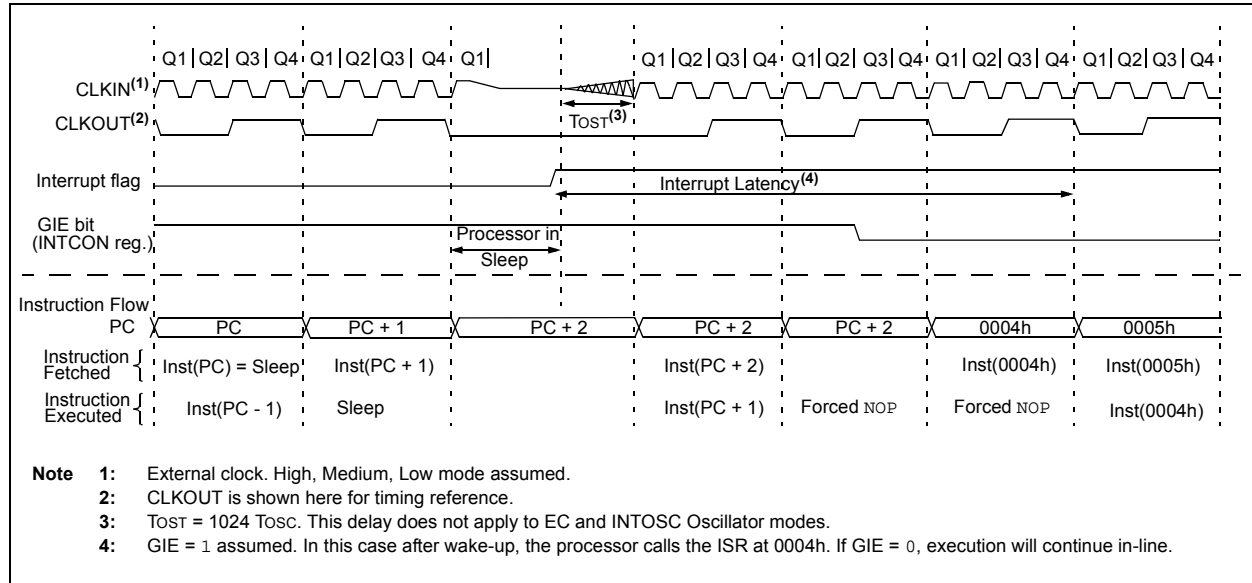 Q1 Q2 Q3 Q4 Q1 Q2 Q3 Q4 Q1 Q1 Q2 Q3 Q4 Q1 Q2 Q3 Q4 Q1 Q2 Q3 Q4 Q1 Q2 Q3 Q4
CLKIN(1)
TOST(3)
CLKOUT(2)
Interrupt flag
Interrupt Latency(4)
GIE bit
(INTCON reg.)
Processor in
Sleep
Instruction Flow
PC PC PC + 1 PC + 2 PC + 2 PC + 2 0004h 0005h
Instruction
Fetched
Inst(PC) = Sleep Inst(PC + 1) Inst(PC + 2) Inst(0004h) Inst(0005h)
Instruction
Executed
Inst(PC - 1) Sleep Inst(PC + 1) Forced NOP Forced NOP Inst(0004h)
Note 1: External clock. High, Medium, Low mode assumed.
2: CLKOUT is shown here for timing reference.
3: TOST = 1024 TOSC. This delay does not apply to EC and INTOSC Oscillator modes.
4: GIE = 1 assumed. In this case after wake-up, the processor calls the ISR at 0004h. If GIE = 0, execution will continue in-line.